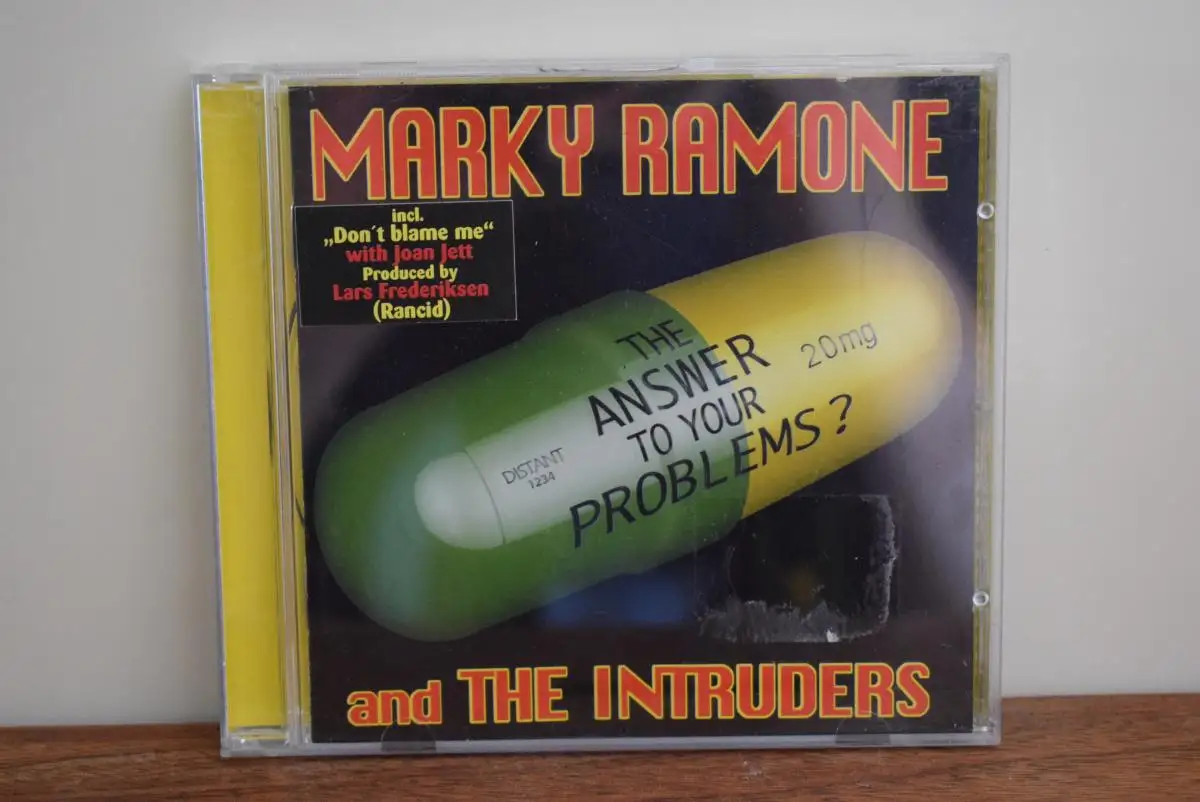 MARKY RAMONE
incl.
„Don´t blame me“
with Joan Jett
Produced by
Lars Frederiksen
(Rancid)
THE
ANSWER
TO YOUR
PROBLEMS?
20mg
DISTANT
1234
and THE INTRUDERS